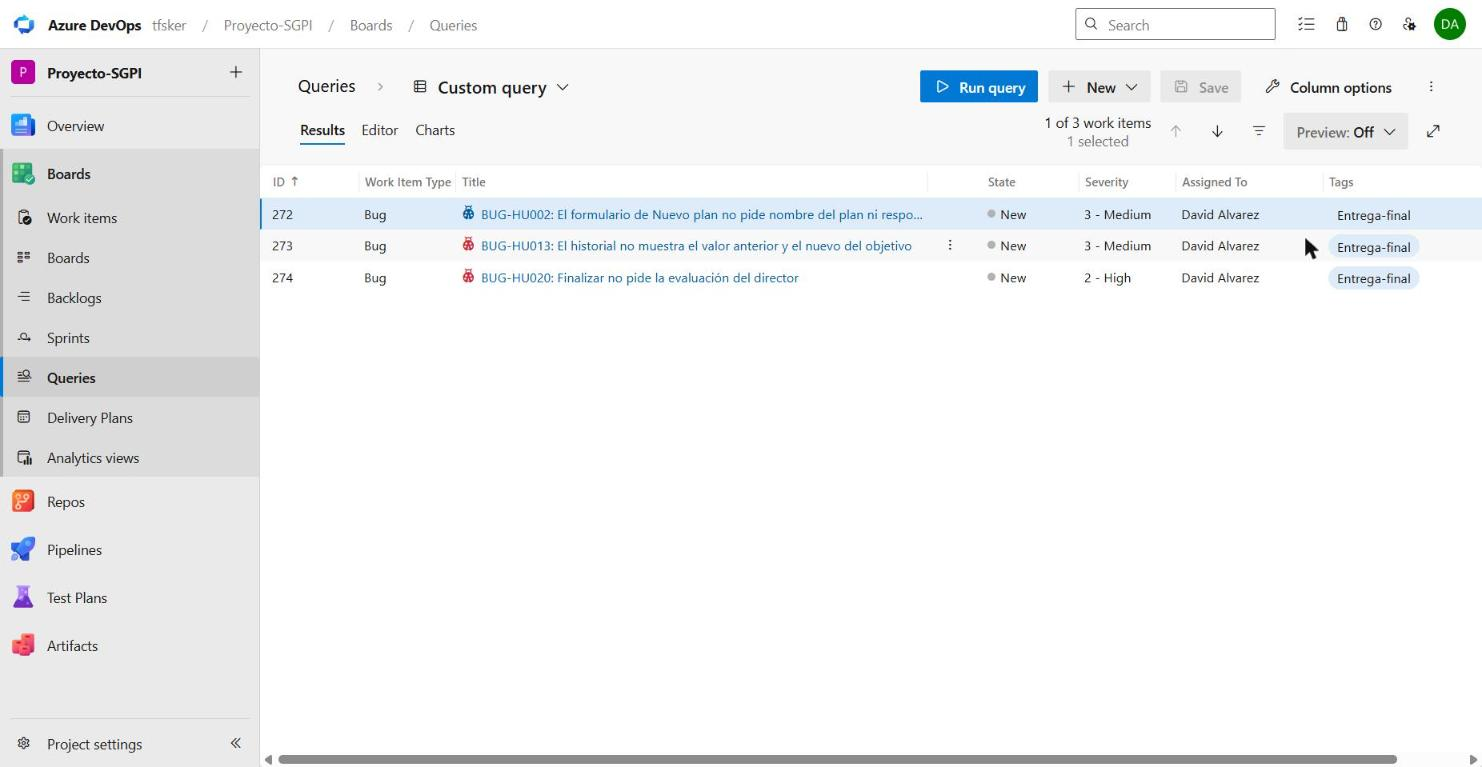 Azure DevOps tfsker / Proyecto-SGPI / Boards / Queries Search DA
P Proyecto-SGPI
Overview
Boards
Work items
Boards
Backlogs
Sprints
Queries
Delivery Plans
Analytics views
Repos
Pipelines
Test Plans
Artifacts
Project settings
Queries > Custom query Run query New Save Column options
Results Editor Charts
1 of 3 work items
1 selected
Preview: Off
ID Work Item Type Title State Severity Assigned To Tags
272 Bug BUG-HU002: El formulario de Nuevo plan no pide nombre del plan ni respo... New 3 - Medium David Alvarez Entrega-final
273 Bug BUG-HU013: El historial no muestra el valor anterior y el nuevo del objetivo New 3 - Medium David Alvarez Entrega-final
274 Bug BUG-HU020: Finalizar no pide la evaluación del director New 2 - High David Alvarez Entrega-final